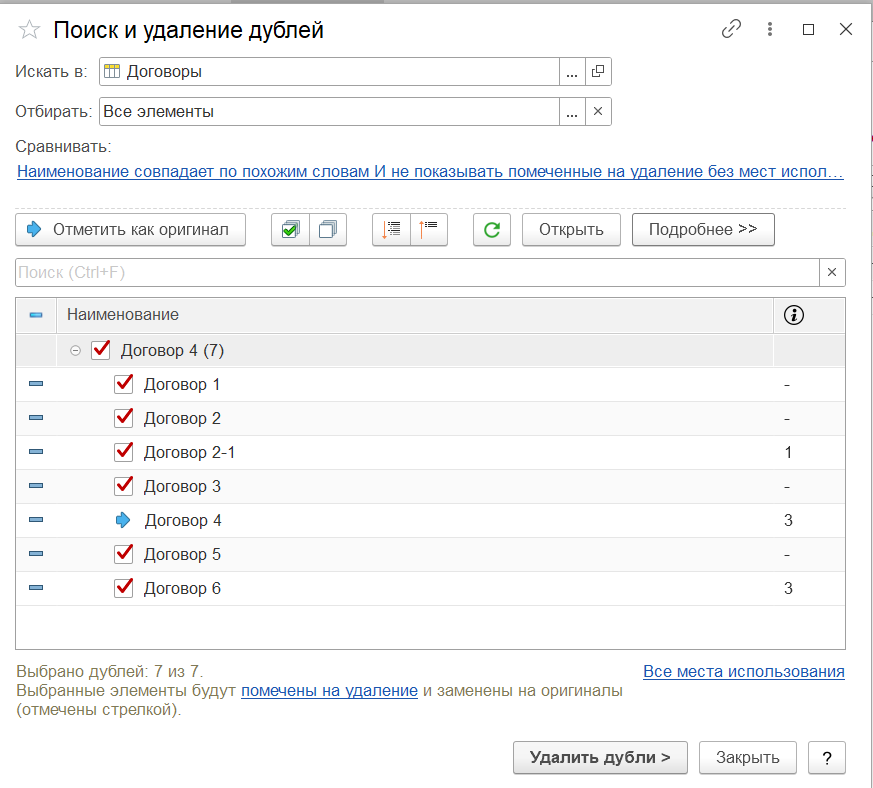 Поиск и удаление дублей
Искать в: Договоры ...
Отбирать: Все элементы ... ×
Сравнивать:
Наименование совпадает по похожим словам И не показывать помеченные на удаление без мест испол...
Отметить как оригинал Открыть Подробнее >>
Поиск (Ctrl+F) ×
Наименование
Договор 4 (7)
Договор 1 -
Договор 2 -
Договор 2-1 1
Договор 3 -
Договор 4 3
Договор 5 -
Договор 6 3
Выбрано дублей: 7 из 7. Все места использования
Выбранные элементы будут помечены на удаление и заменены на оригиналы
(отмечены стрелкой).
Удалить дубли > Закрыть ?